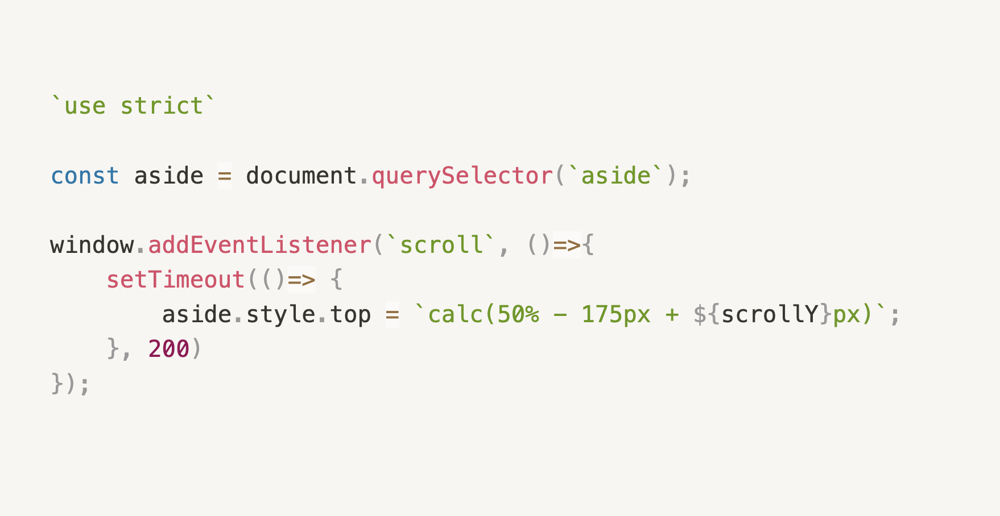 `use strict`
const aside = document.querySelector(`aside`);
window.addEventListener(`scroll`, ()=>{
    setTimeout(()=> {
        aside.style.top = `calc(50% - 175px + ${scrollY}px)`;
    }, 200)
});